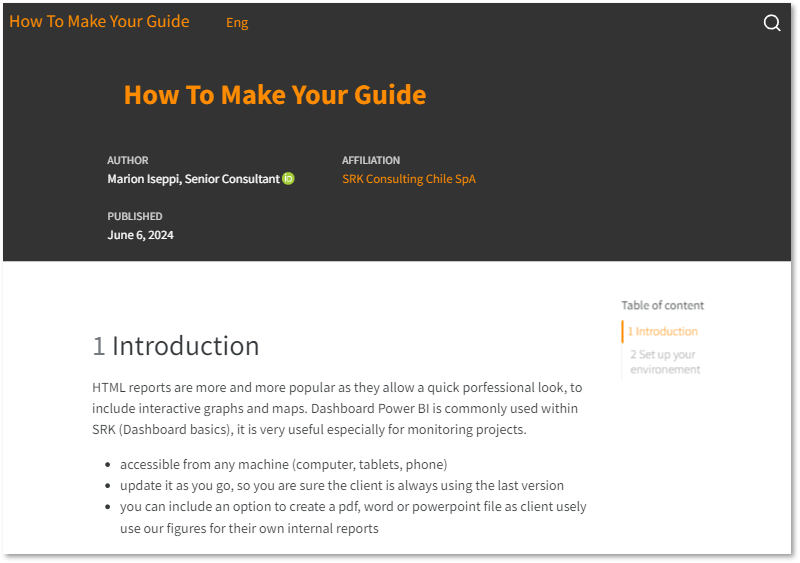 How To Make Your Guide Eng
How To Make Your Guide
AUTHOR AFFILIATION
Marion Iseppi, Senior Consultant iD SRK Consulting Chile SpA
PUBLISHED
June 6, 2024
Table of content
1 Introduction
2 Set up your
environement
1 Introduction
HTML reports are more and more popular as they allow a quick porfessional look, to
include interactive graphs and maps. Dashboard Power BI is commonly used within
SRK (Dashboard basics), it is very useful especially for monitoring projects.
• accessible from any machine (computer, tablets, phone)
• update it as you go, so you are sure the client is always using the last version
• you can include an option to create a pdf, word or powerpoint file as client usely
use our figures for their own internal reports